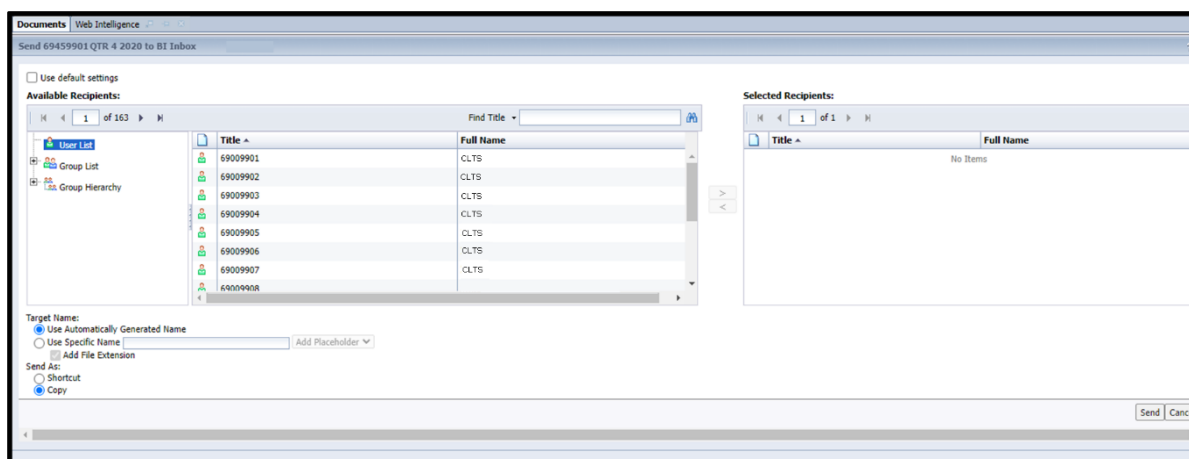 Documents Web Intelligence
Send 69459901 QTR 4 2020 to BI Inbox
Use default settings
Available Recipients:
1 of 163
Find Title
User List
Group List
Group Hierarchy
Title Full Name
69009901 CLTS
69009902 CLTS
69009903 CLTS
69009904 CLTS
69009905 CLTS
69009906 CLTS
69009907 CLTS
69009908
Selected Recipients:
1 of 1
Title Full Name
No Items
>
<
Target Name:
Use Automatically Generated Name
Use Specific Name Add Placeholder
Add File Extension
Send As:
Shortcut
Copy
Send Canc